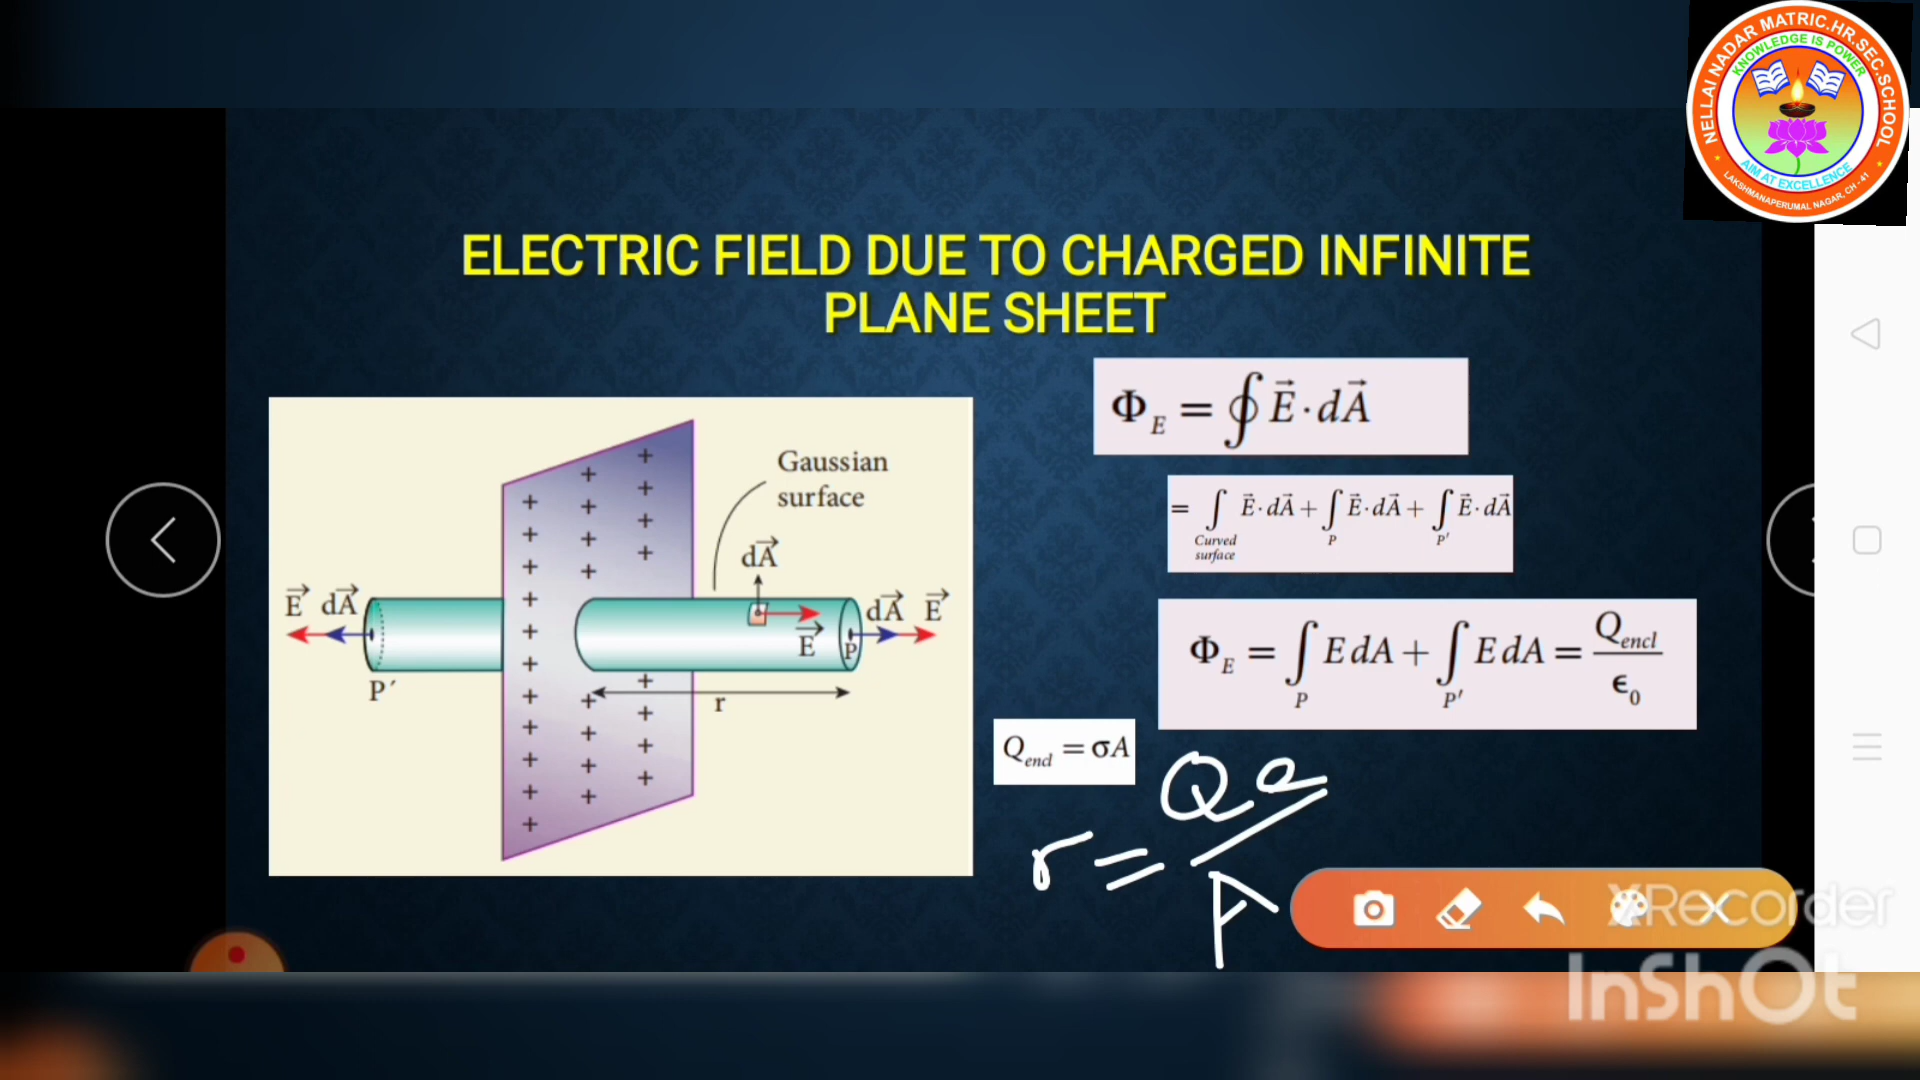 NELLAI NADAR MATRIC.HR.SEC.SCHOOL
KNOWLEDGE IS POWER
AIM AT EXCELLENCE
LAKSHMANAPERUMAL NAGAR, CH - 41
ELECTRIC FIELD DUE TO CHARGED INFINITE
PLANE SHEET
Φ_E = ∮ E⃗ · dA⃗
= ∫ E⃗ · dA⃗ + ∫ E⃗ · dA⃗ + ∫ E⃗ · dA⃗
Curved surface P P'
Φ_E = ∫ E dA + ∫ E dA = Q_encl / ϵ_0
P P'
Gaussian
surface
dA⃗
E⃗ dA⃗
dA⃗ E⃗
E⃗
P
P′
r
Q_encl = σA
XRecorder
InShOt